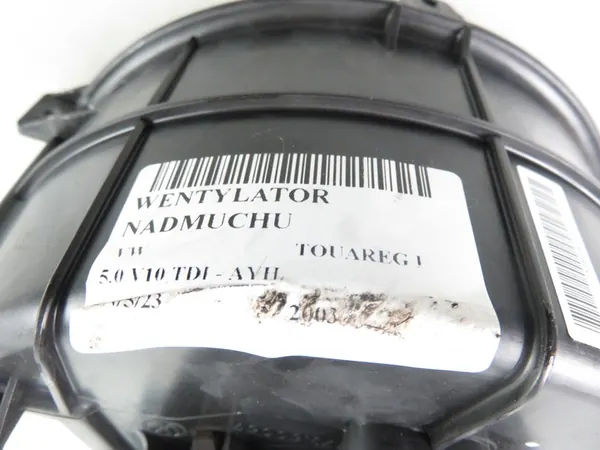 WENTYLATOR
NADMUCHU
VW TOUAREG I
5.0 V10 TDI - AYH
2003